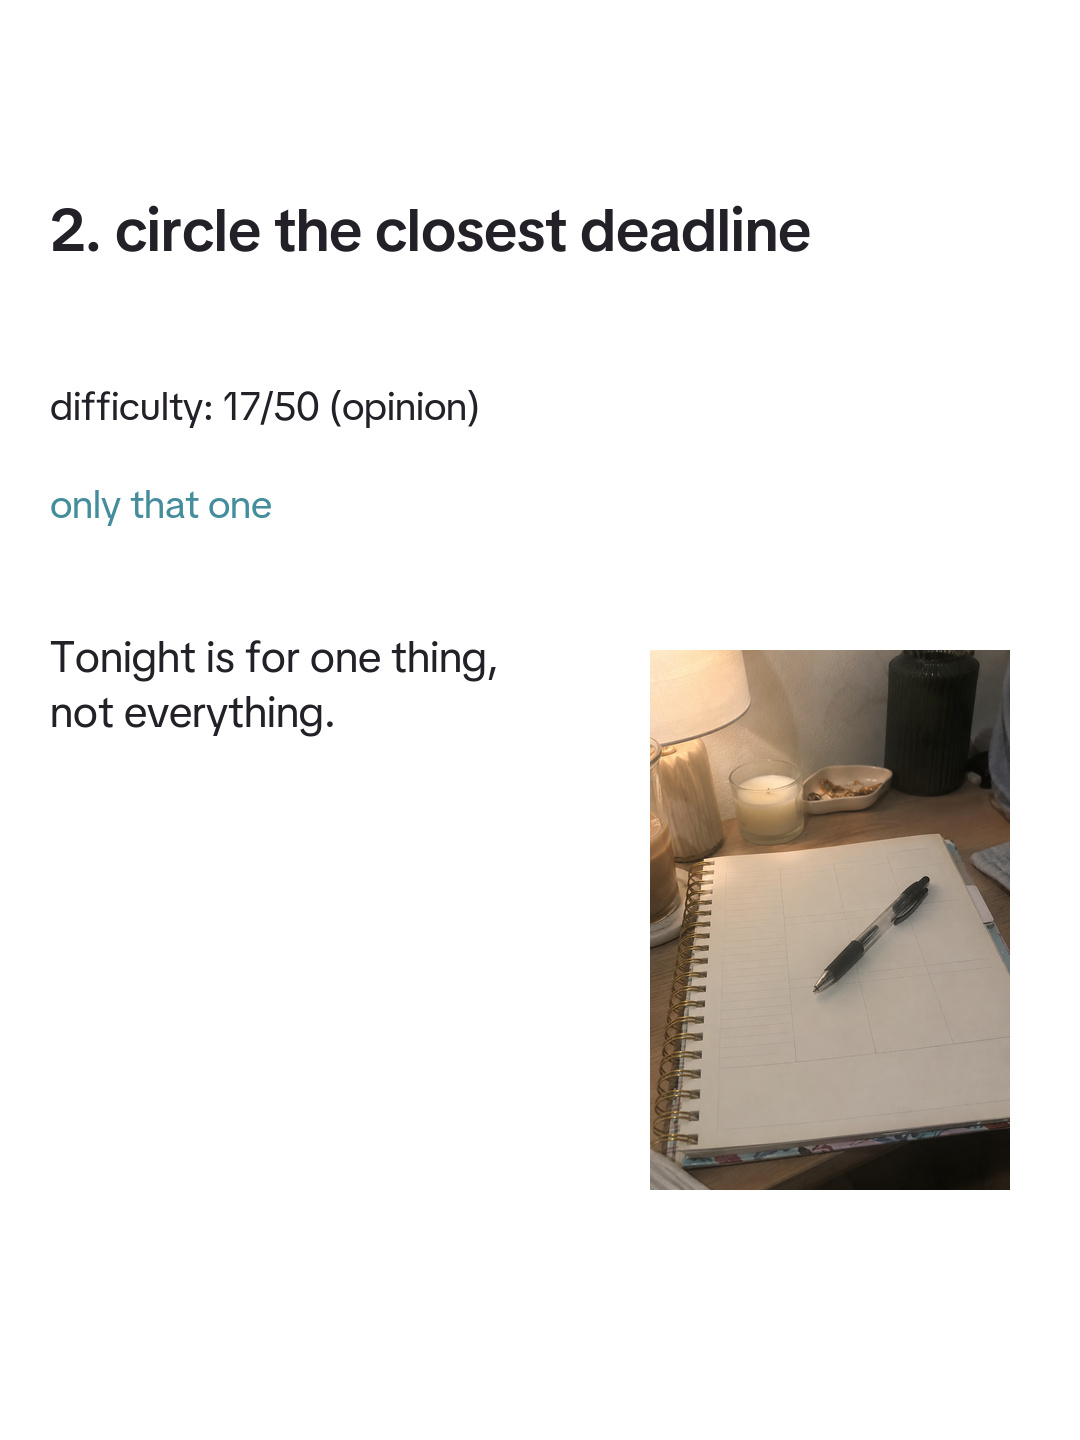 2. circle the closest deadline
difficulty: 17/50 (opinion)
only that one
Tonight is for one thing,
not everything.